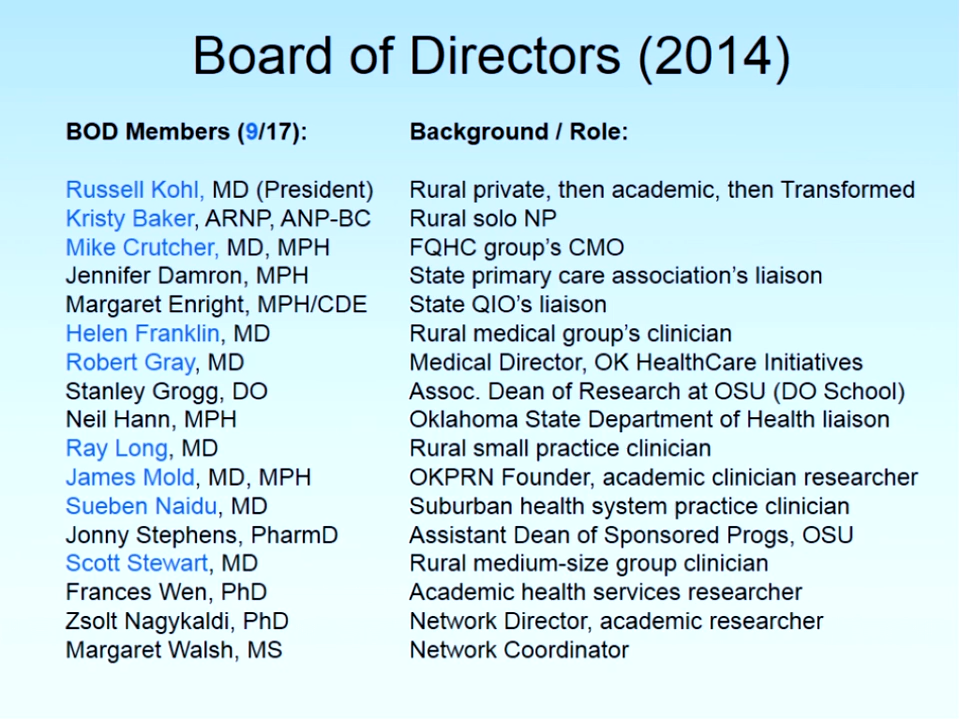 Board of Directors (2014)
BOD Members (9/17): Background / Role:
Russell Kohl, MD (President) Rural private, then academic, then Transformed
Kristy Baker, ARNP, ANP-BC Rural solo NP
Mike Crutcher, MD, MPH FQHC group's CMO
Jennifer Damron, MPH State primary care association's liaison
Margaret Enright, MPH/CDE State QIO's liaison
Helen Franklin, MD Rural medical group's clinician
Robert Gray, MD Medical Director, OK HealthCare Initiatives
Stanley Grogg, DO Assoc. Dean of Research at OSU (DO School)
Neil Hann, MPH Oklahoma State Department of Health liaison
Ray Long, MD Rural small practice clinician
James Mold, MD, MPH OKPRN Founder, academic clinician researcher
Sueben Naidu, MD Suburban health system practice clinician
Jonny Stephens, PharmD Assistant Dean of Sponsored Progs, OSU
Scott Stewart, MD Rural medium-size group clinician
Frances Wen, PhD Academic health services researcher
Zsolt Nagykaldi, PhD Network Director, academic researcher
Margaret Walsh, MS Network Coordinator